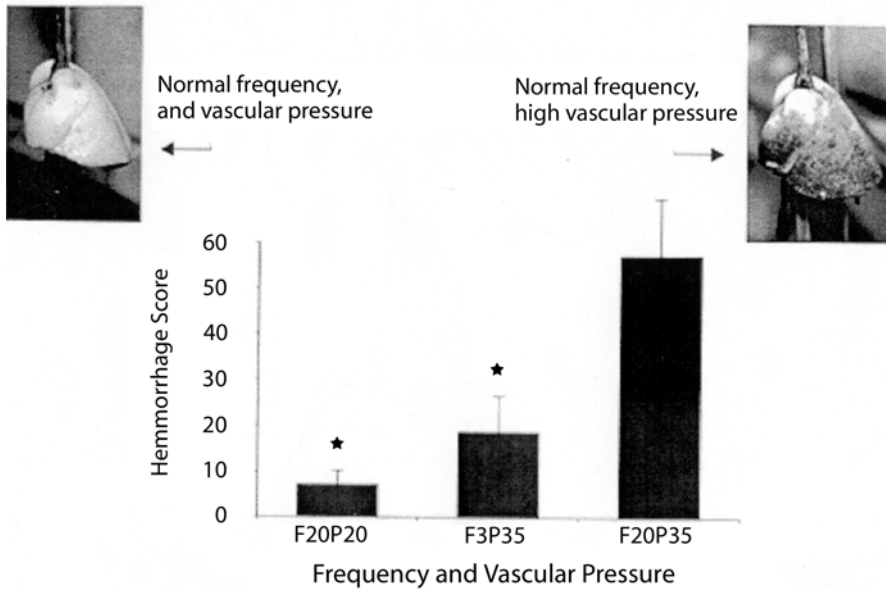 Normal frequency,
and vascular pressure
Normal frequency,
high vascular pressure
60
50
40
30
20
10
0
Hemmorrhage Score
F20P20
F3P35
F20P35
Frequency and Vascular Pressure